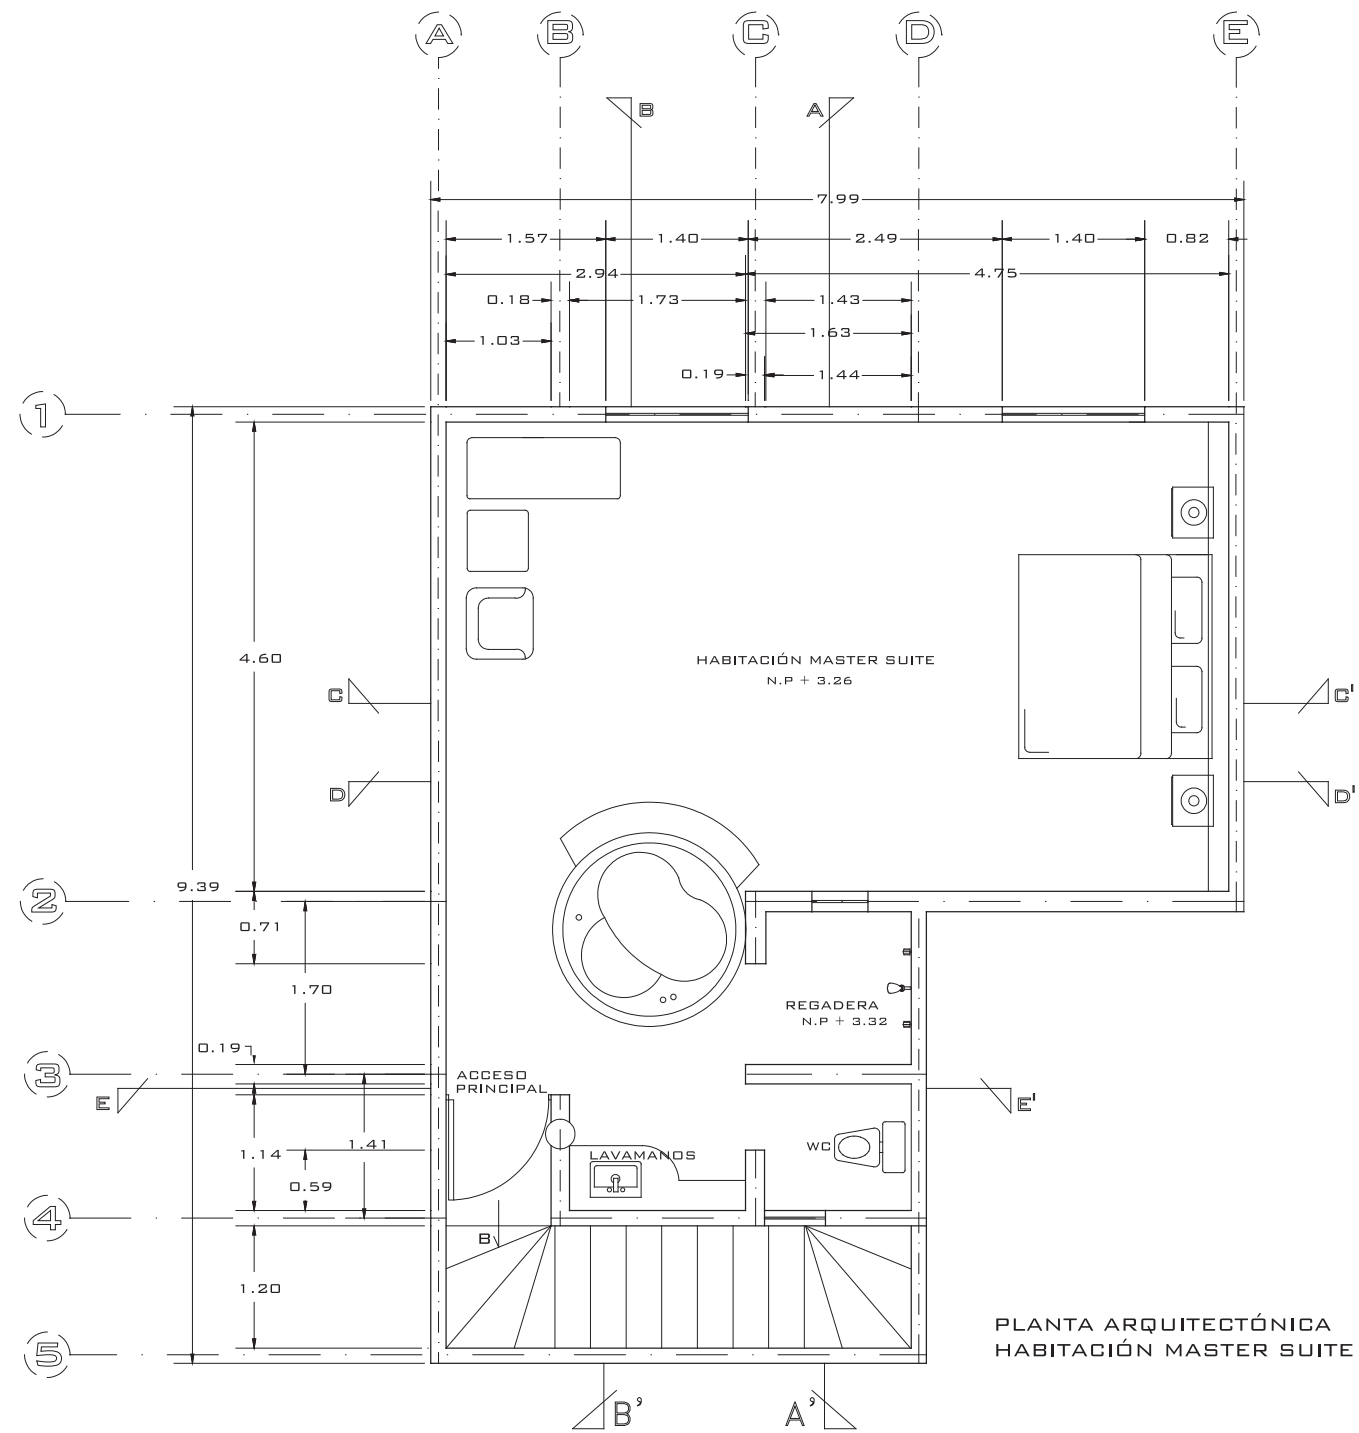 A B C D E
B A
7.99
1.57 1.40 2.49 1.40 0.82
2.94 4.75
0.18 1.73 1.43
1.63
1.03
0.19 1.44
1
4.60
HABITACIÓN MASTER SUITE
N.P + 3.26
C C'
D D'
9.39
2
0.71
1.70
REGADERA
N.P + 3.32
0.19
3
ACCESO
PRINCIPAL
E E'
1.14 1.41 WC
LAVAMANOS
0.59
4
B
1.20
PLANTA ARQUITECTÓNICA
HABITACIÓN MASTER SUITE
5
B’ A’